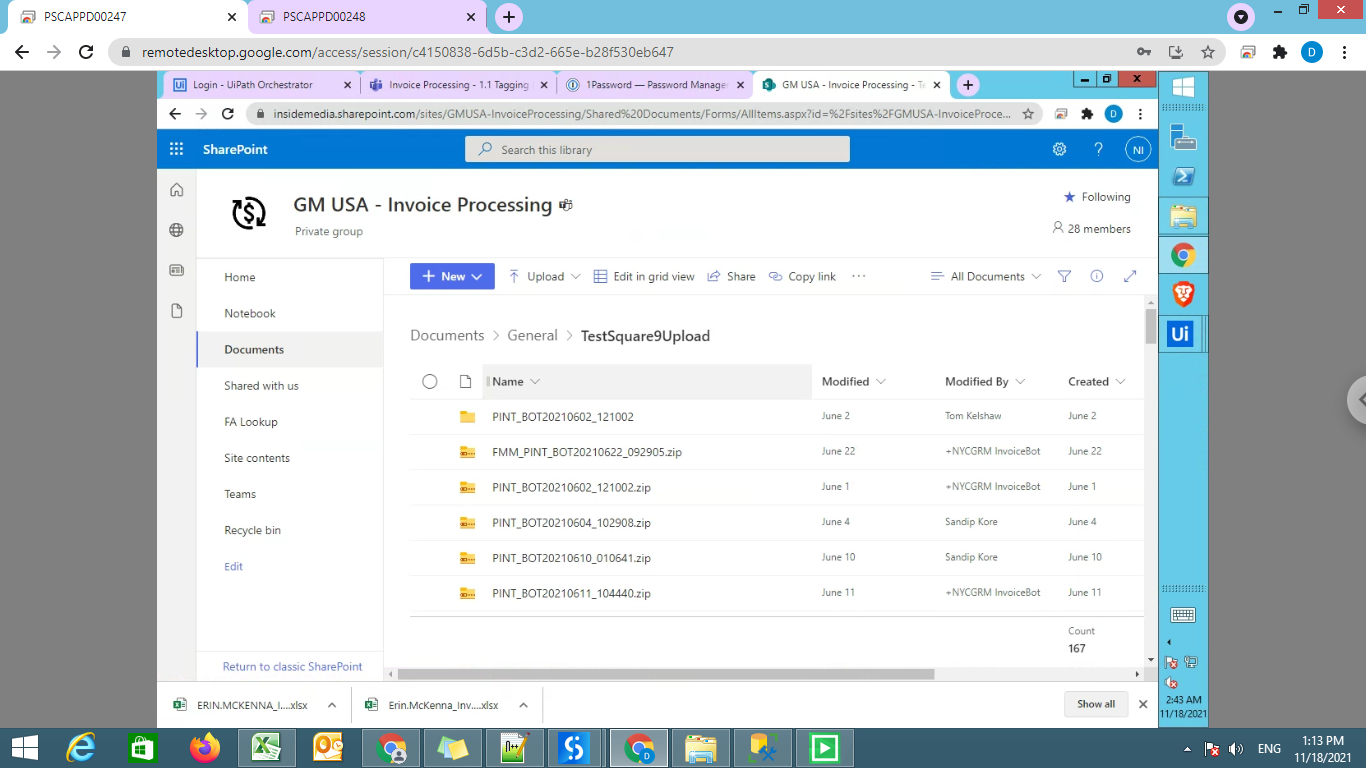 PSCAPPD00247
PSCAPPD00248
remotedesktop.google.com/access/session/c4150838-6d5b-c3d2-665e-b28f530eb647
D
Ui Login - UiPath Orchestrator
Invoice Processing - 1.1 Tagging
1Password — Password Manage
GM USA - Invoice Processing - Te
insidemedia.sharepoint.com/sites/GMUSA-InvoiceProcessing/Shared%20Documents/Forms/AllItems.aspx?id=%2Fsites%2FGMUSA-InvoiceProce...
D
SharePoint
Search this library
?
NI
GM USA - Invoice Processing
Private group
Following
28 members
Home
Notebook
Documents
Shared with us
FA Lookup
Site contents
Teams
Recycle bin
Edit
Return to classic SharePoint
+ New
Upload
Edit in grid view
Share
Copy link
...
All Documents
Documents > General > TestSquare9Upload
Name Modified Modified By Created
PINT_BOT20210602_121002 June 2 Tom Kelshaw June 2
FMM_PINT_BOT20210622_092905.zip June 22 +NYCGRM InvoiceBot June 22
PINT_BOT20210602_121002.zip June 1 +NYCGRM InvoiceBot June 1
PINT_BOT20210604_102908.zip June 4 Sandip Kore June 4
PINT_BOT20210610_010641.zip June 10 Sandip Kore June 10
PINT_BOT20210611_104440.zip June 11 +NYCGRM InvoiceBot June 11
Count
167
Ui
ERIN.MCKENNA_I....xlsx
Erin.McKenna_Inv....xlsx
Show all
2:43 AM
11/18/2021
ENG
1:13 PM
11/18/2021